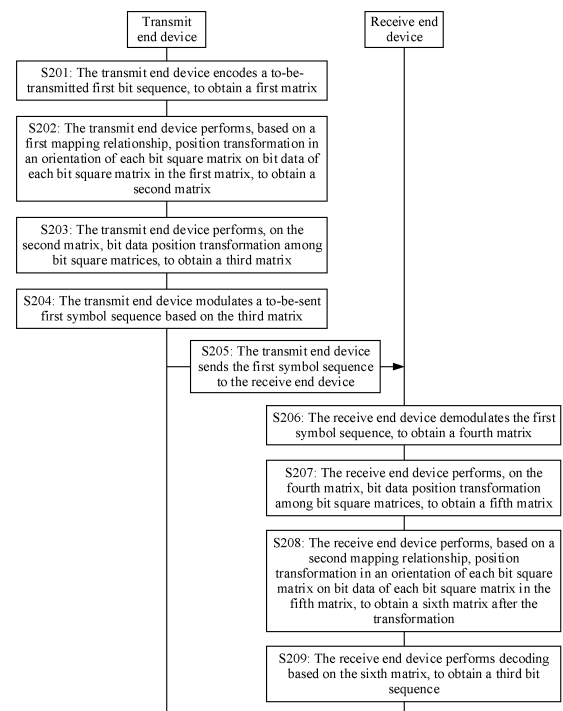 Transmit
end device
Receive end
device
S201: The transmit end device encodes a to-be-
transmitted first bit sequence, to obtain a first matrix
S202: The transmit end device performs, based on a
first mapping relationship, position transformation in
an orientation of each bit square matrix on bit data of
each bit square matrix in the first matrix, to obtain a
second matrix
S203: The transmit end device performs, on the
second matrix, bit data position transformation among
bit square matrices, to obtain a third matrix
S204: The transmit end device modulates a to-be-sent
first symbol sequence based on the third matrix
S205: The transmit end device
sends the first symbol sequence
to the receive end device
S206: The receive end device demodulates the first
symbol sequence, to obtain a fourth matrix
S207: The receive end device performs, on the
fourth matrix, bit data position transformation
among bit square matrices, to obtain a fifth matrix
S208: The receive end device performs, based on a
second mapping relationship, position
transformation in an orientation of each bit square
matrix on bit data of each bit square matrix in the
fifth matrix, to obtain a sixth matrix after the
transformation
S209: The receive end device performs decoding
based on the sixth matrix, to obtain a third bit
sequence